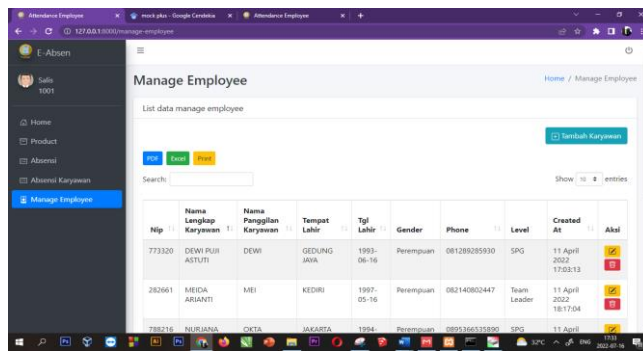 Attendance Employee
mock plus - Google Cendekia
Attendance Employee
127.0.0.1:8000/manage-employee
E-Absen
Salis
1001
Home
Product
Absensi
Absensi Karyawan
Manage Employee
Manage Employee
Home / Manage Employee
List data manage employee
Tambah Karyawan
PDF Excel Print
Search:
Show 10 entries
Nip Nama Lengkap Karyawan Nama Panggilan Karyawan Tempat Lahir Tgl Lahir Gender Phone Level Created At Aksi
773320 DEWI PUJI ASTUTI DEWI GEDUNG JAYA 1993-06-16 Perempuan 081289285930 SPG 11 April 2022 17:03:13
282661 MEIDA ARIANTI MEI KEDIRI 1997-05-16 Perempuan 082140802447 Team Leader 11 April 2022 18:17:04
788216 NURJANA OKTA JAKARTA 1994- Perempuan 0895366535890 SPG 11 April
32°C ENG 17:33
2022-07-16